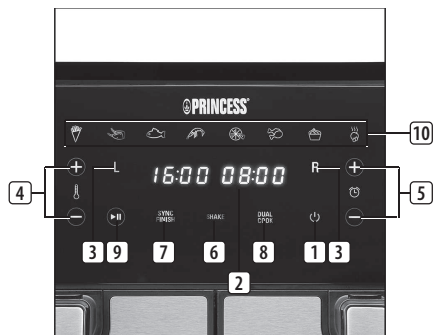 PRINCESS
10
L 16:00 08:00 R
4 5
SYNC FINISH SHAKE DUAL COOK
3 9 7 6 8 1 3
2